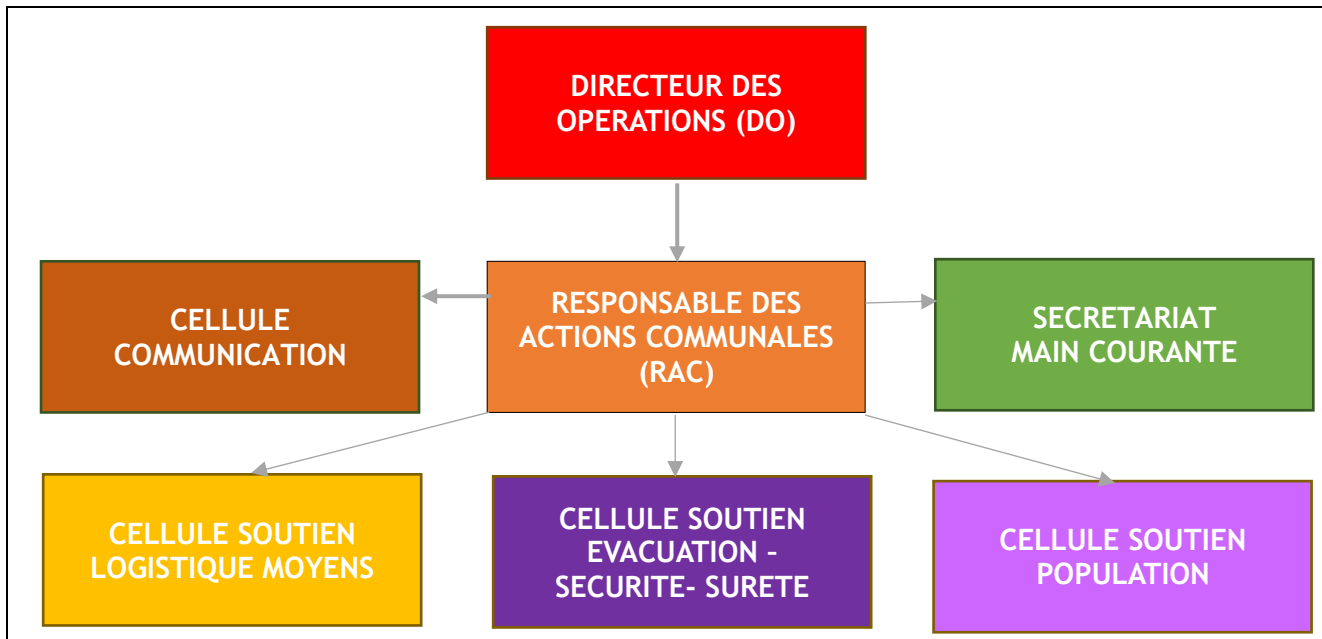 DIRECTEUR DES
OPERATIONS (DO)
CELLULE
COMMUNICATION
RESPONSABLE DES
ACTIONS COMMUNALES
(RAC)
SECRETARIAT
MAIN COURANTE
CELLULE SOUTIEN
LOGISTIQUE MOYENS
CELLULE SOUTIEN
EVACUATION –
SECURITE- SURETE
CELLULE SOUTIEN
POPULATION